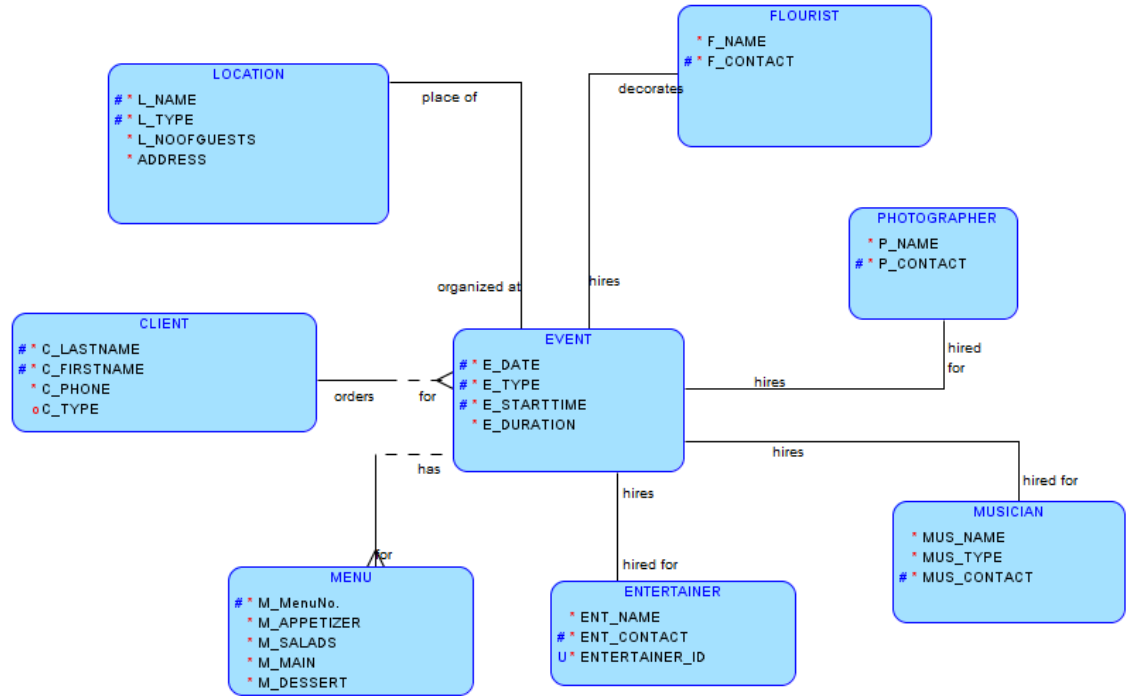 FLOURIST
* F_NAME
# * F_CONTACT
decorates
hires
LOCATION
# * L_NAME
# * L_TYPE
* L_NOOFGUESTS
* ADDRESS
place of
organized at
PHOTOGRAPHER
* P_NAME
# * P_CONTACT
hired
for
hires
CLIENT
# * C_LASTNAME
# * C_FIRSTNAME
* C_PHONE
o C_TYPE
orders
for
EVENT
# * E_DATE
# * E_TYPE
# * E_STARTTIME
* E_DURATION
has
for
hires
hired for
hires
hired for
MUSICIAN
* MUS_NAME
* MUS_TYPE
# * MUS_CONTACT
MENU
# * M_MenuNo.
* M_APPETIZER
* M_SALADS
* M_MAIN
* M_DESSERT
ENTERTAINER
* ENT_NAME
# * ENT_CONTACT
U * ENTERTAINER_ID